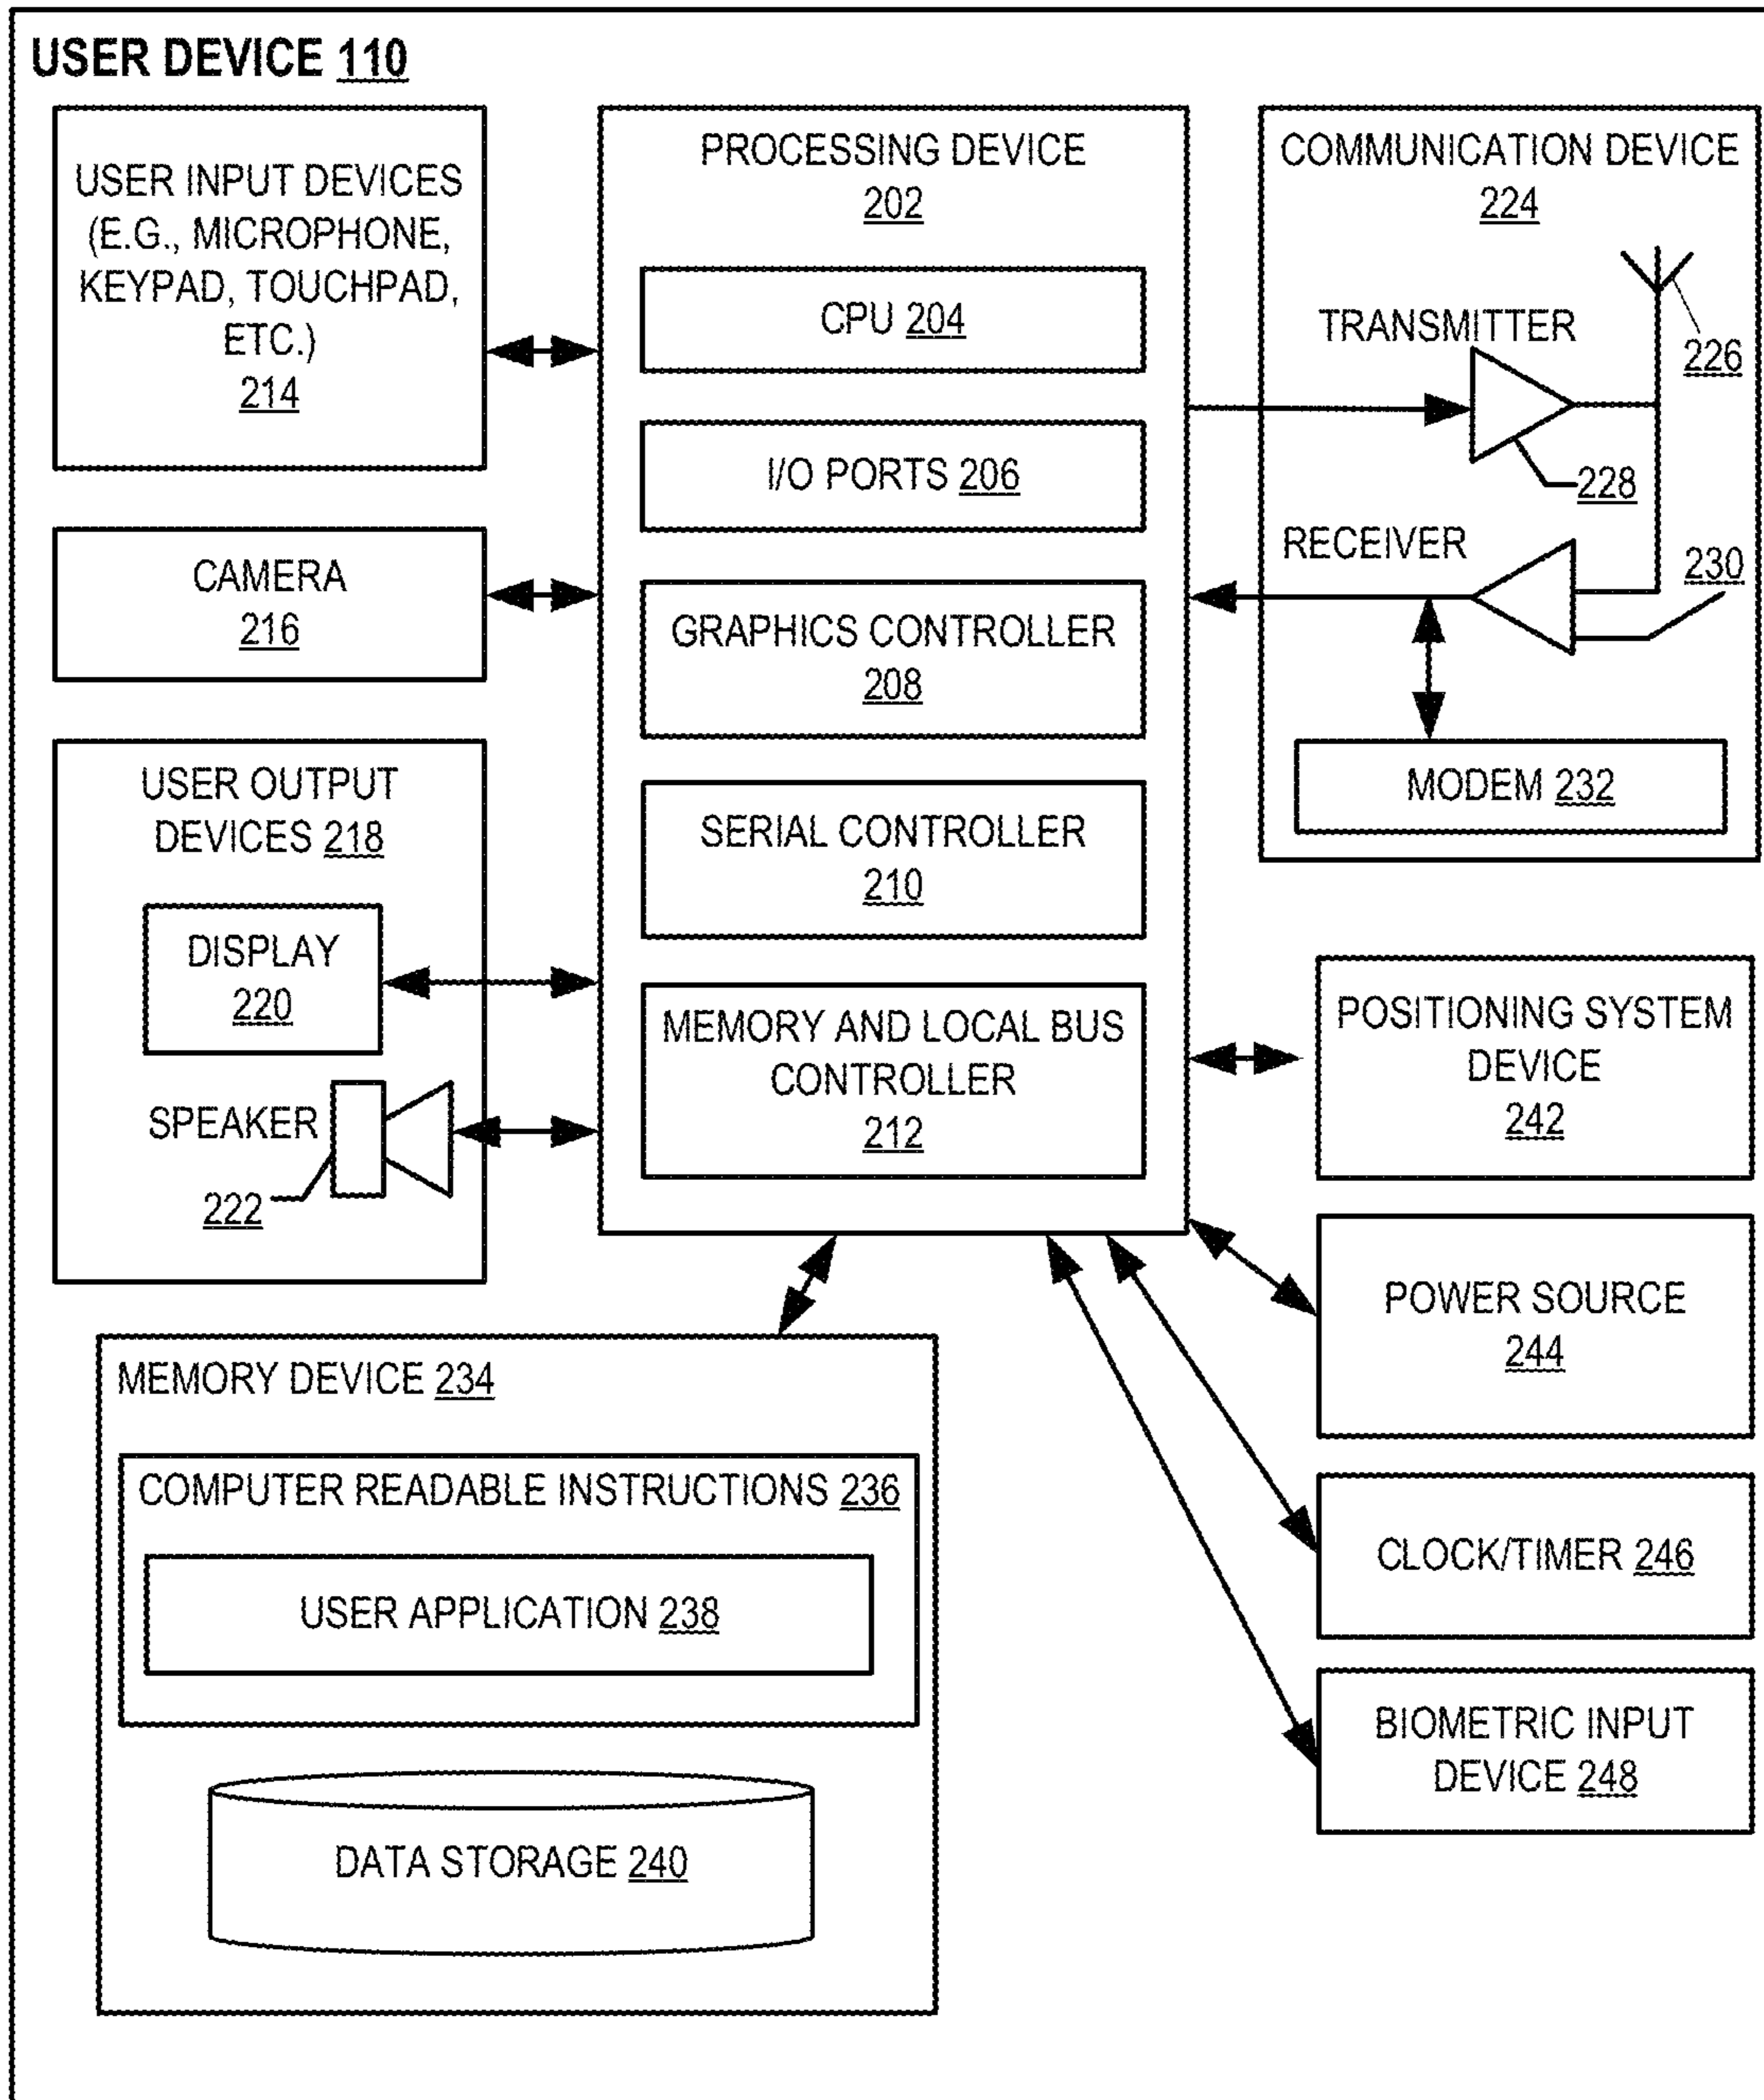 USER DEVICE 110
USER INPUT DEVICES
(E.G., MICROPHONE,
KEYPAD, TOUCHPAD,
ETC.)
214
CAMERA
216
USER OUTPUT
DEVICES 218
DISPLAY
220
SPEAKER
222
PROCESSING DEVICE
202
CPU 204
I/O PORTS 206
GRAPHICS CONTROLLER
208
SERIAL CONTROLLER
210
MEMORY AND LOCAL BUS
CONTROLLER
212
COMMUNICATION DEVICE
224
TRANSMITTER
226
228
RECEIVER
230
MODEM 232
POSITIONING SYSTEM
DEVICE
242
POWER SOURCE
244
CLOCK/TIMER 246
BIOMETRIC INPUT
DEVICE 248
MEMORY DEVICE 234
COMPUTER READABLE INSTRUCTIONS 236
USER APPLICATION 238
DATA STORAGE 240